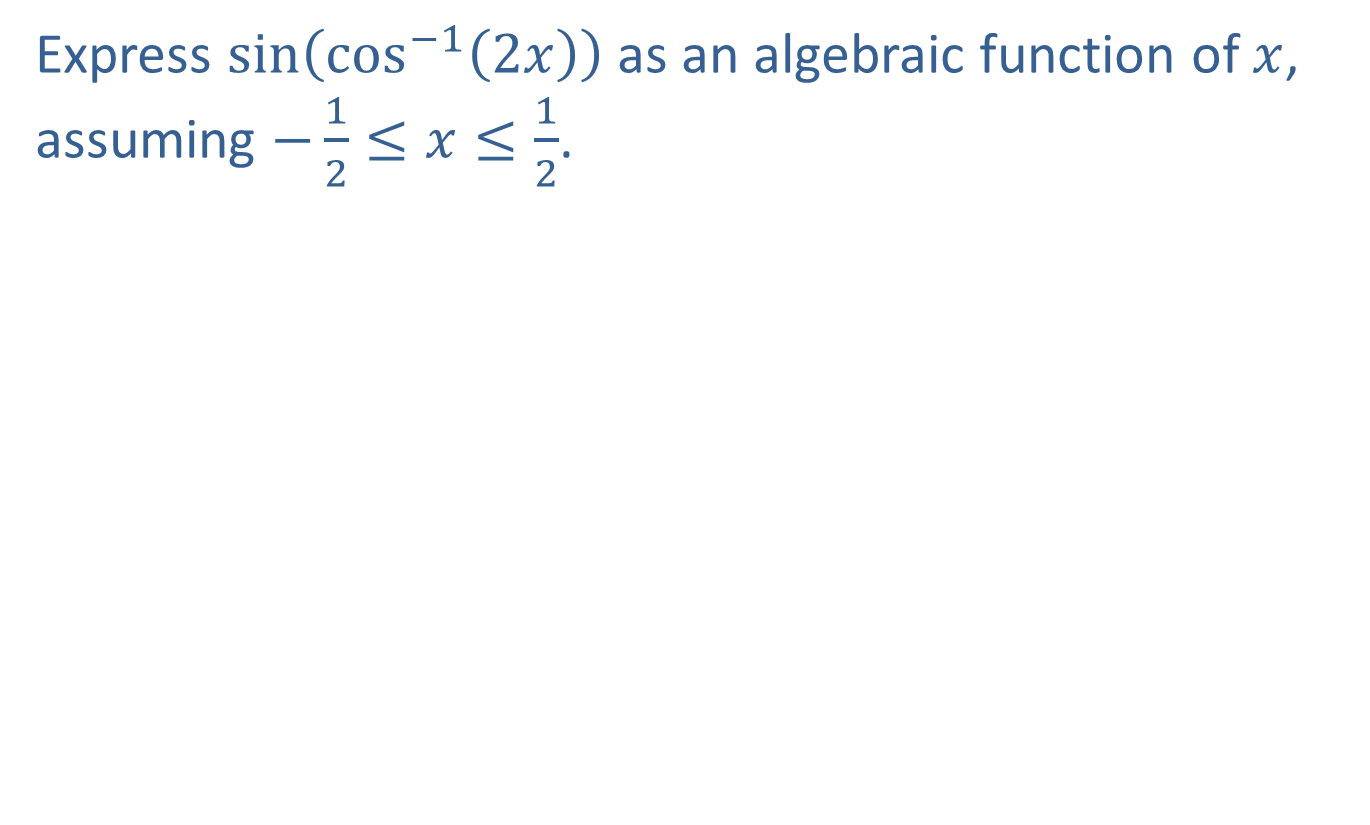 Express sin(cos⁻¹(2x)) as an algebraic function of x,
assuming −1/2 ≤ x ≤ 1/2.